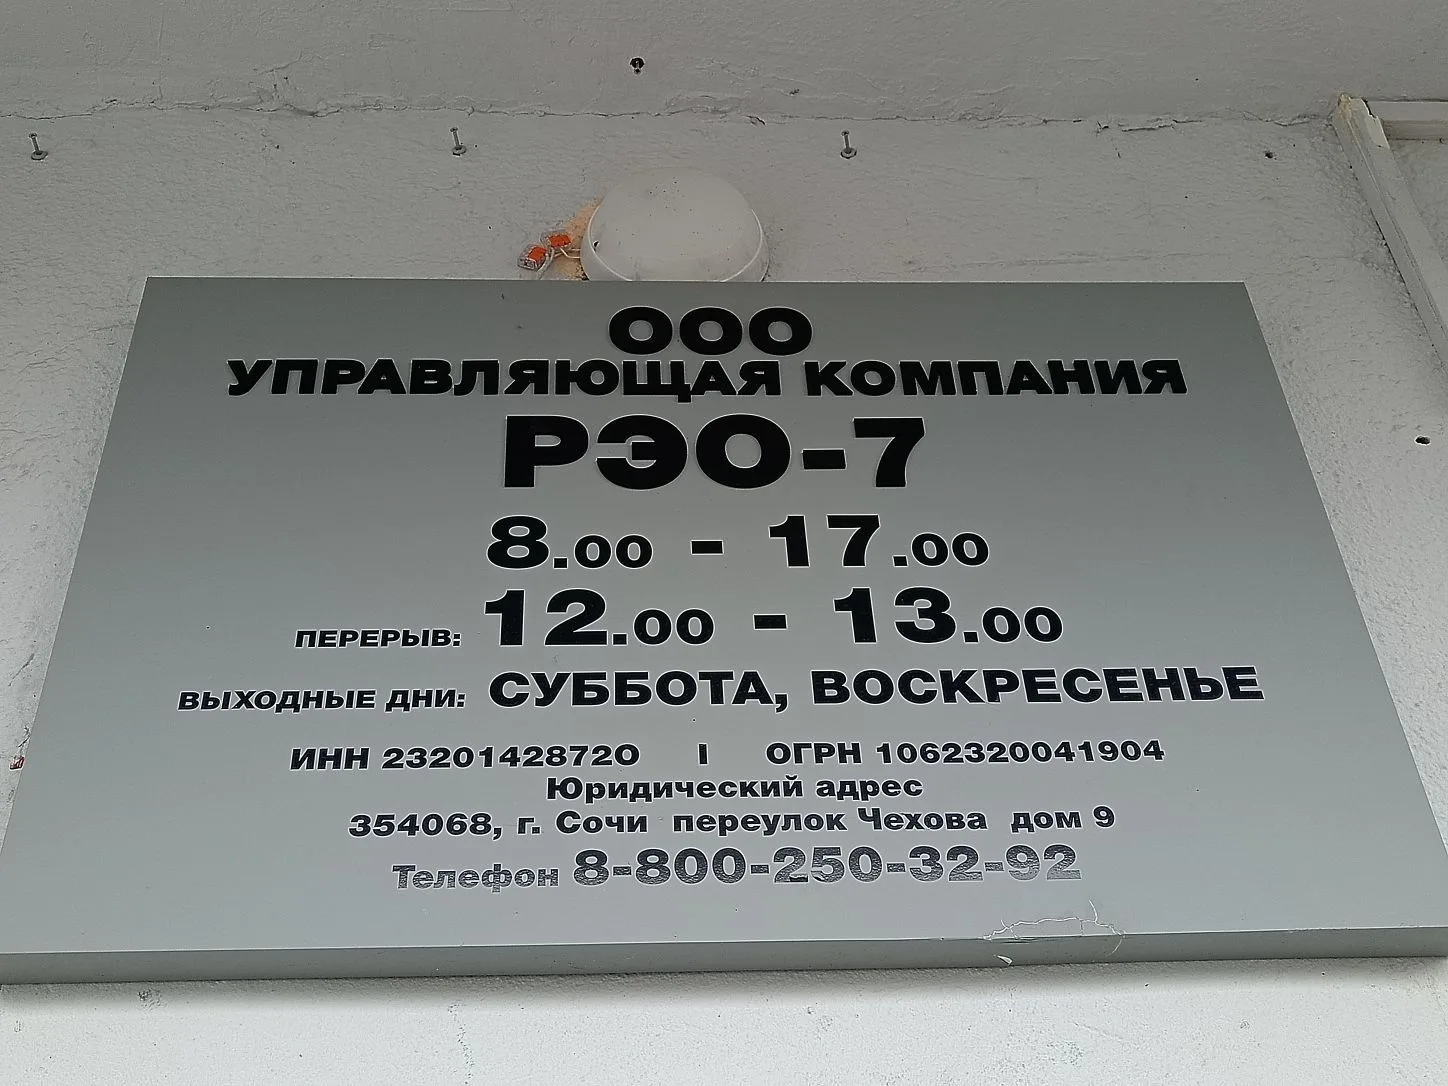 ООО
УПРАВЛЯЮЩАЯ КОМПАНИЯ
РЭО-7
8.00 - 17.00
ПЕРЕРЫВ: 12.00 - 13.00
ВЫХОДНЫЕ ДНИ: СУББОТА, ВОСКРЕСЕНЬЕ
ИНН 2320142872О I ОГРН 1062320041904
Юридический адрес
354068, г. Сочи переулок Чехова дом 9
Телефон 8-800-250-32-92